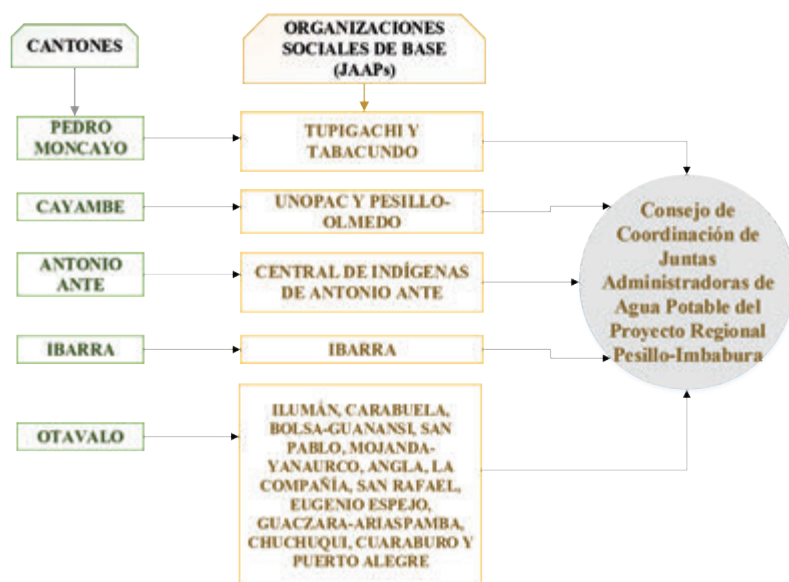 CANTONES
ORGANIZACIONES
SOCIALES DE BASE
(JAAPs)
PEDRO
MONCAYO
TUPIGACHI Y
TABACUNDO
CAYAMBE
UNOPAC Y PESILLO-
OLMEDO
ANTONIO
ANTE
CENTRAL DE INDÍGENAS
DE ANTONIO ANTE
IBARRA
IBARRA
OTAVALO
ILUMÁN, CARABUELA,
BOLSA-GUANANSI, SAN
PABLO, MOJANDA-
YANAURCO, ANGLA, LA
COMPAÑÍA, SAN RAFAEL,
EUGENIO ESPEJO,
GUACZARA-ARIASPAMBA,
CHUCHUQUI, CUARABURO Y
PUERTO ALEGRE
Consejo de
Coordinación de
Juntas
Administradoras de
Agua Potable del
Proyecto Regional
Pesillo-Imbabura